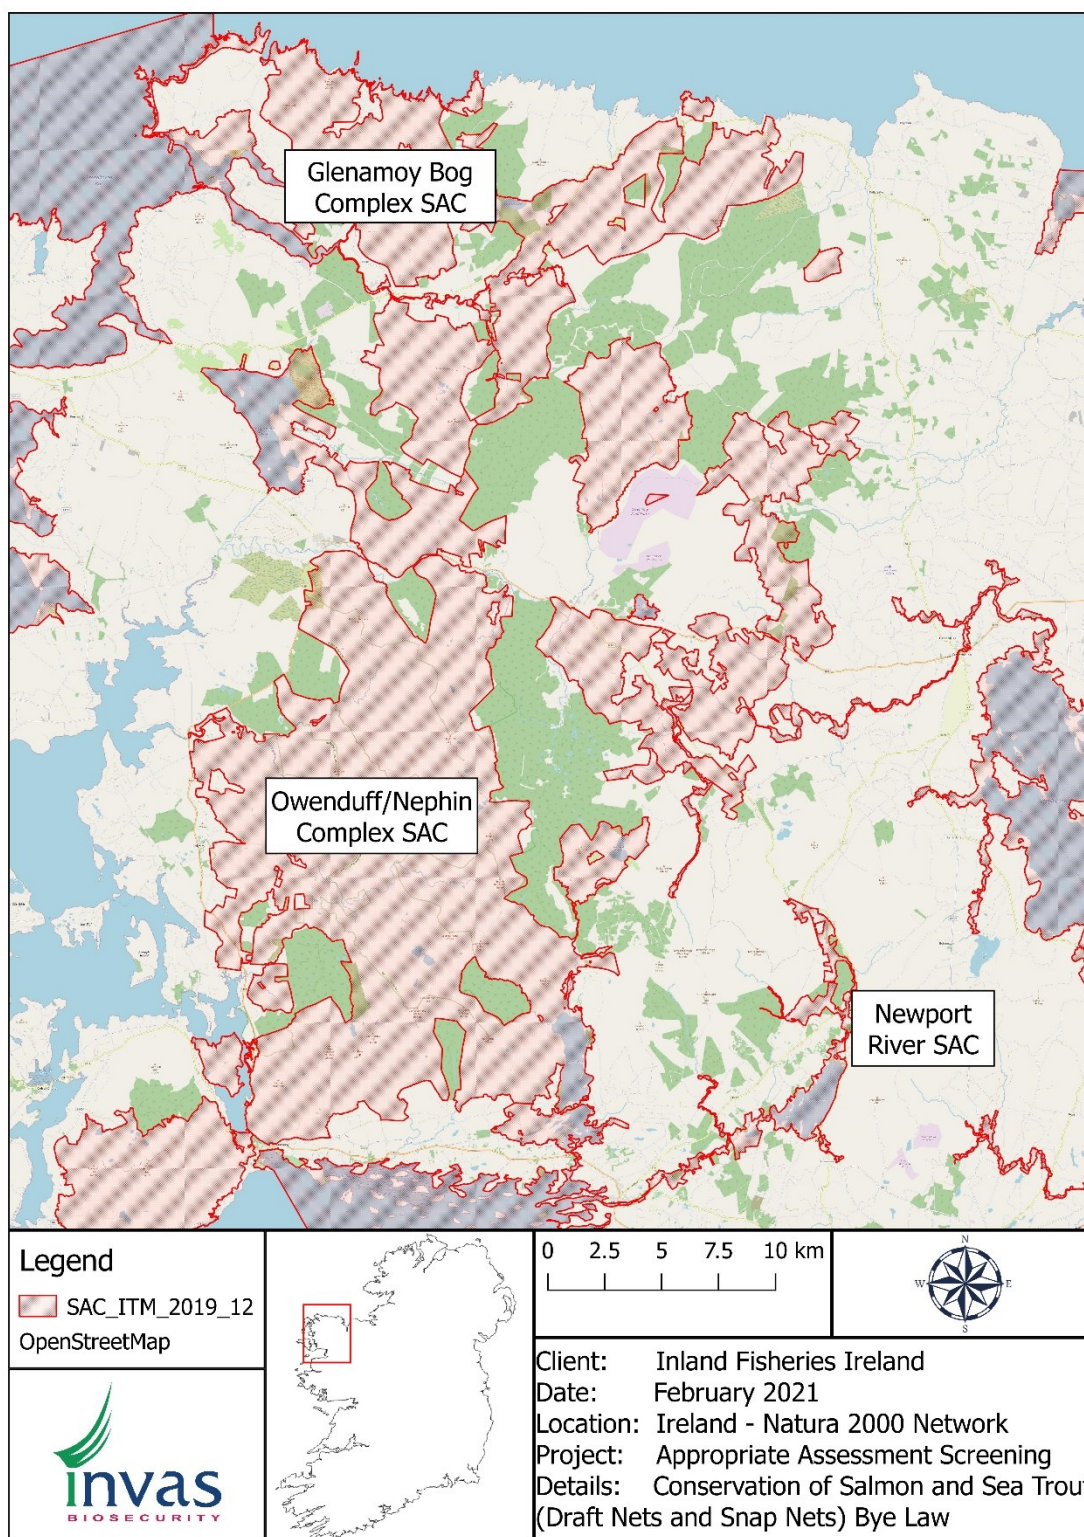 Glenamoy Bog
Complex SAC
Owenduff/Nephin
Complex SAC
Newport
River SAC
Legend
SAC_ITM_2019_12
OpenStreetMap
invas
BIOSECURITY
0 2.5 5 7.5 10 km
N
W E
S
Client: Inland Fisheries Ireland
Date: February 2021
Location: Ireland - Natura 2000 Network
Project: Appropriate Assessment Screening
Details: Conservation of Salmon and Sea Trout
(Draft Nets and Snap Nets) Bye Law